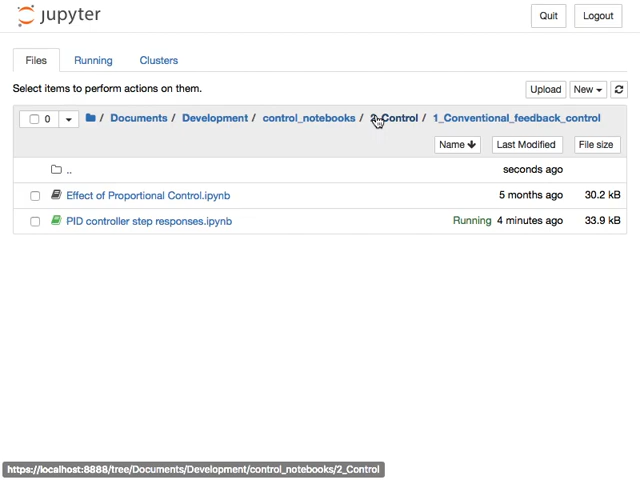 jupyter
Quit
Logout
Files
Running
Clusters
Select items to perform actions on them.
Upload
New
0
/ Documents / Development / control_notebooks / 2_Control / 1_Conventional_feedback_control
Name
Last Modified
File size
..
seconds ago
Effect of Proportional Control.ipynb
5 months ago
30.2 kB
PID controller step responses.ipynb
Running
4 minutes ago
33.9 kB
https://localhost:8888/tree/Documents/Development/control_notebooks/2_Control